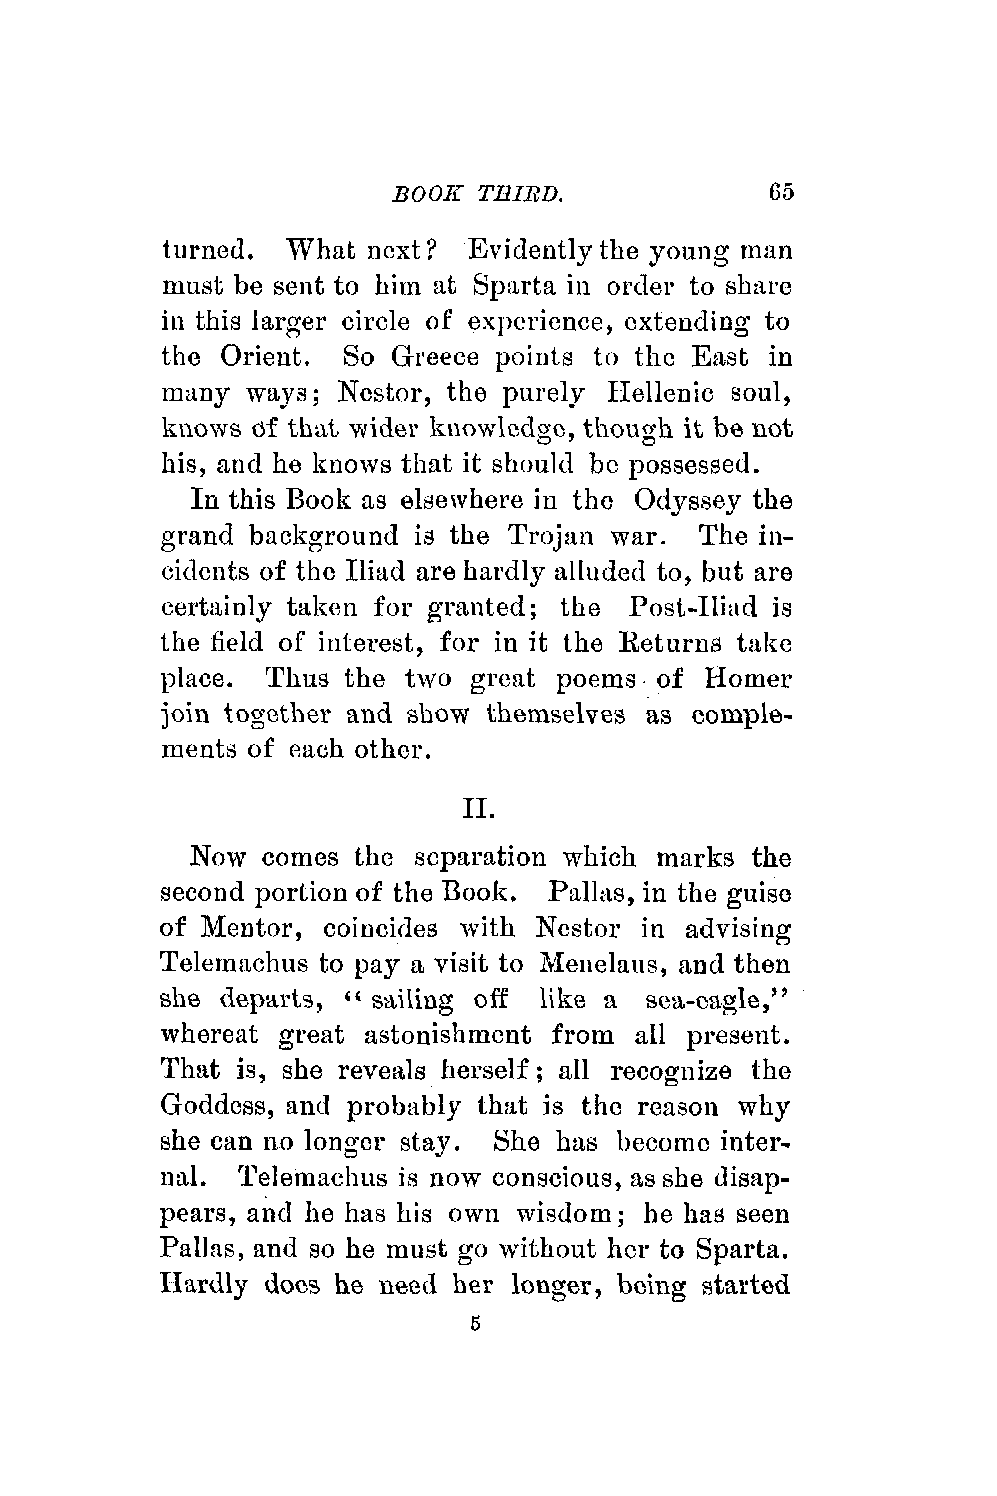 BOOK THIRD. 65
turned. What next? Evidently the young man
must be sent to him at Sparta in order to share
in this larger circle of experience, extending to
the Orient. So Greece points to the East in
many ways; Nestor, the purely Hellenic soul,
knows of that wider knowledge, though it be not
his, and he knows that it should be possessed.
In this Book as elsewhere in the Odyssey the
grand background is the Trojan war. The in-
cidents of the Iliad are hardly alluded to, but are
certainly taken for granted; the Post-Iliad is
the field of interest, for in it the Returns take
place. Thus the two great poems of Homer
join together and show themselves as comple-
ments of each other.
II.
Now comes the separation which marks the
second portion of the Book. Pallas, in the guise
of Mentor, coincides with Nestor in advising
Telemachus to pay a visit to Menelaus, and then
she departs, "sailing off like a sea-eagle,"
whereat great astonishment from all present.
That is, she reveals herself; all recognize the
Goddess, and probably that is the reason why
she can no longer stay. She has become inter-
nal. Telemachus is now conscious, as she disap-
pears, and he has his own wisdom; he has seen
Pallas, and so he must go without her to Sparta.
Hardly does he need her longer, being started
5